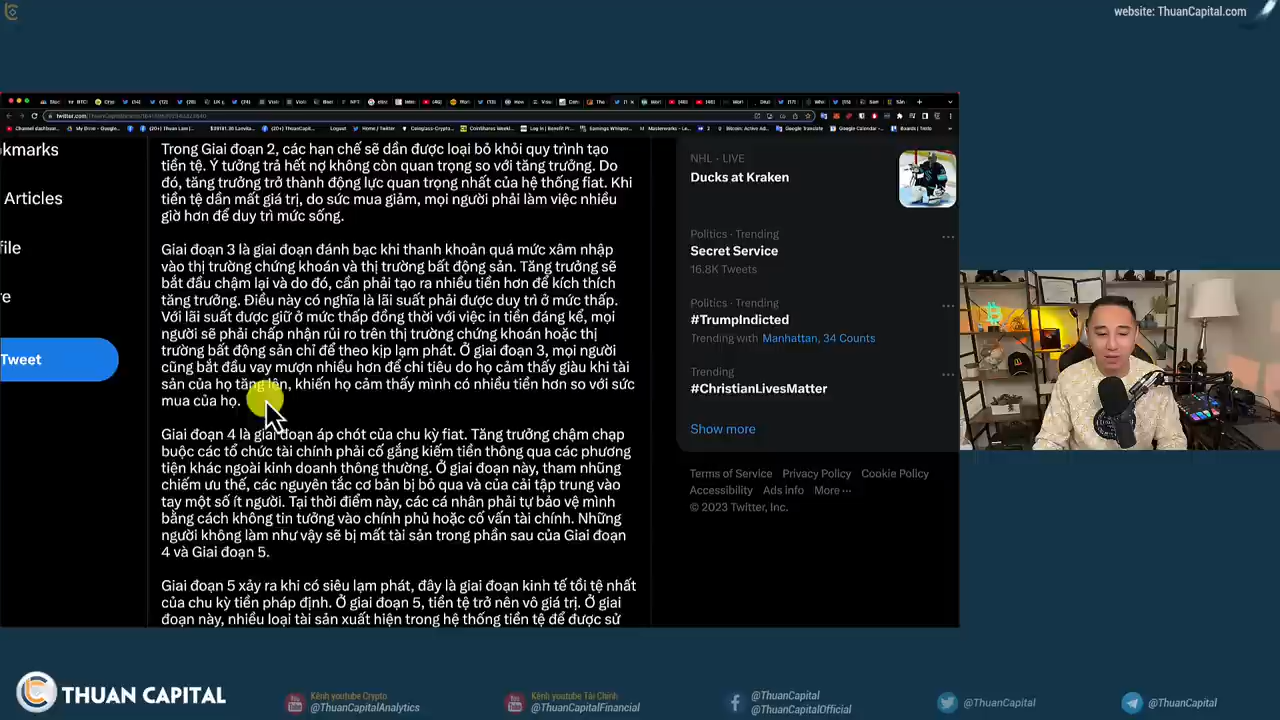 website: ThuanCapital.com
kmarks
Articles
file
re
Tweet
Trong Giai đoạn 2, các hạn chế sẽ dần được loại bỏ khỏi quy trình tạo
tiền tệ. Ý tưởng trả hết nợ không còn quan trọng so với tăng trưởng. Do
đó, tăng trưởng trở thành động lực quan trọng nhất của hệ thống fiat. Khi
tiền tệ dần mất giá trị, do sức mua giảm, mọi người phải làm việc nhiều
giờ hơn để duy trì mức sống.
Giai đoạn 3 là giai đoạn đánh bạc khi thanh khoản quá mức xâm nhập
vào thị trường chứng khoán và thị trường bất động sản. Tăng trưởng sẽ
bắt đầu chậm lại và do đó, cần phải tạo ra nhiều tiền hơn để kích thích
tăng trưởng. Điều này có nghĩa là lãi suất phải được duy trì ở mức thấp.
Với lãi suất được giữ ở mức thấp đồng thời với việc in tiền đáng kể, mọi
người sẽ phải chấp nhận rủi ro trên thị trường chứng khoán hoặc thị
trường bất động sản chỉ để theo kịp lạm phát. Ở giai đoạn 3, mọi người
cũng bắt đầu vay mượn nhiều hơn để chi tiêu do họ cảm thấy giàu khi tài
sản của họ tăng lên, khiến họ cảm thấy mình có nhiều tiền hơn so với sức
mua của họ.
Giai đoạn 4 là giai đoạn áp chót của chu kỳ fiat. Tăng trưởng chậm chạp
buộc các tổ chức tài chính phải cố gắng kiếm tiền thông qua các phương
tiện khác ngoài kinh doanh thông thường. Ở giai đoạn này, tham nhũng
chiếm ưu thế, các nguyên tắc cơ bản bị bỏ qua và của cải tập trung vào
tay một số ít người. Tại thời điểm này, các cá nhân phải tự bảo vệ mình
bằng cách không tin tưởng vào chính phủ hoặc cố vấn tài chính. Những
người không làm như vậy sẽ bị mất tài sản trong phần sau của Giai đoạn
4 và Giai đoạn 5.
Giai đoạn 5 xảy ra khi có siêu lạm phát, đây là giai đoạn kinh tế tồi tệ nhất
của chu kỳ tiền pháp định. Ở giai đoạn 5, tiền tệ trở nên vô giá trị. Ở giai
đoạn này, nhiều loại tài sản xuất hiện trong hệ thống tiền tệ để được sử
NHL · LIVE
Ducks at Kraken
Politics · Trending
Secret Service
16.8K Tweets
Politics · Trending
#TrumpIndicted
Trending with Manhattan, 34 Counts
Trending
#ChristianLivesMatter
Show more
Terms of Service Privacy Policy Cookie Policy
Accessibility Ads info More ···
© 2023 Twitter, Inc.
THUAN CAPITAL
Kênh youtube Crypto
@ThuanCapitalAnalytics
Kênh youtube Tài Chính
@ThuanCapitalFinancial
@ThuanCapital
@ThuanCapitalOfficial
@ThuanCapital
@ThuanCapital